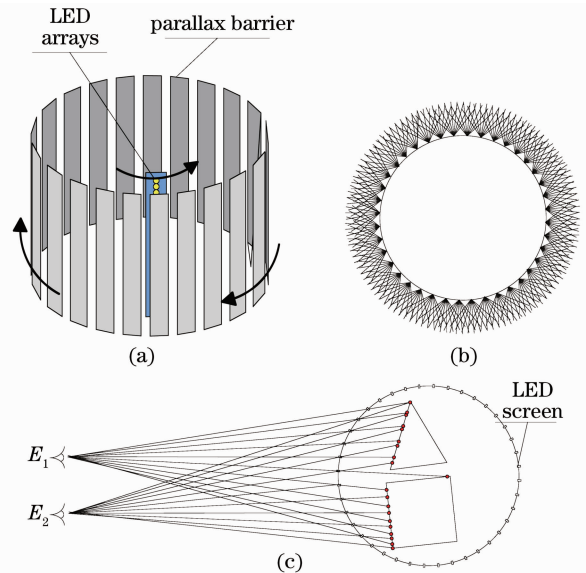 LED
arrays
parallax barrier
(a)
(b)
LED
screen
E1
E2
(c)